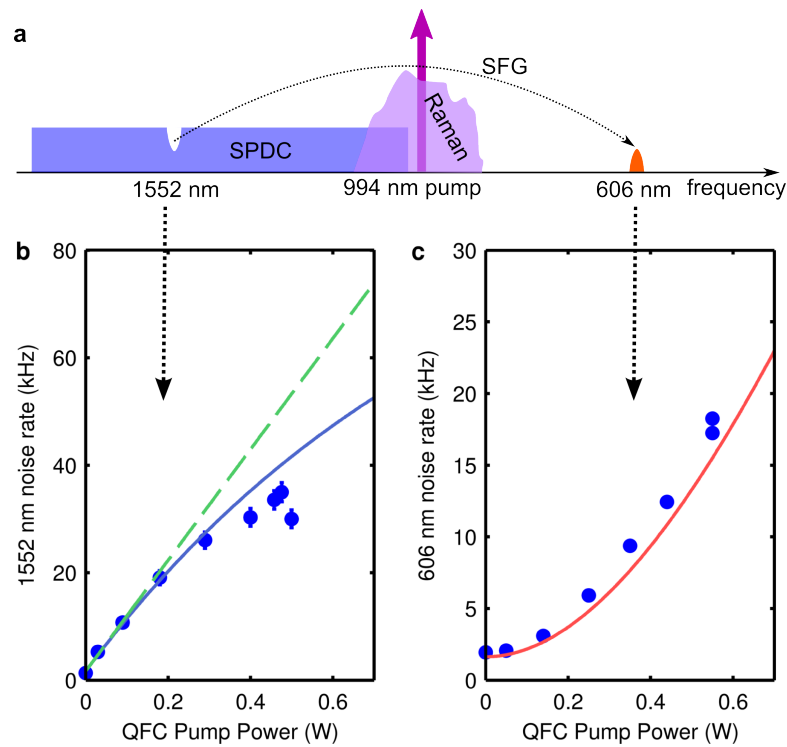 a
SFG
Raman
SPDC
1552 nm
994 nm pump
606 nm
frequency
b
80
60
40
20
0
1552 nm noise rate (kHz)
0
0.2
0.4
0.6
QFC Pump Power (W)
c
30
25
20
15
10
5
0
606 nm noise rate (kHz)
0
0.2
0.4
0.6
QFC Pump Power (W)